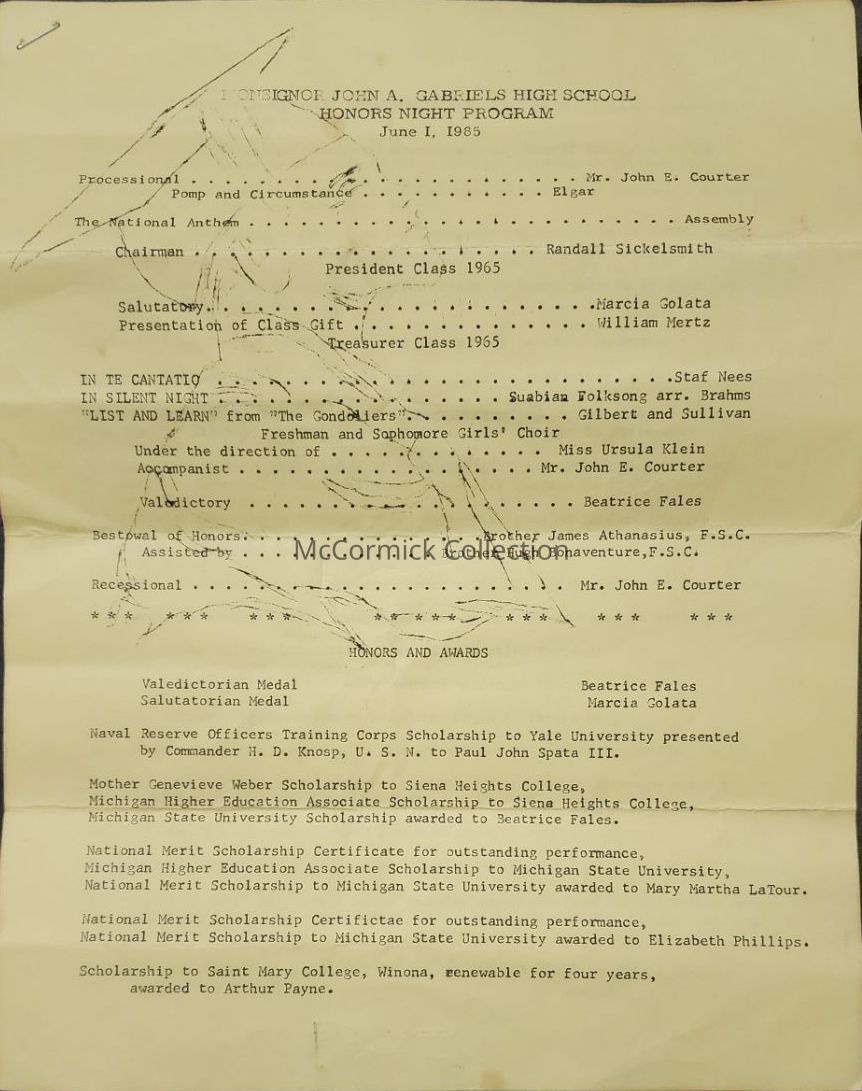 MONSIGNOR JOHN A. GABRIELS HIGH SCHOOL
HONORS NIGHT PROGRAM
June I, 1965
Processional . . . . . . . . . . . . . . . . . . . . . . . . Mr. John E. Courter
Pomp and Circumstance . . . . . . . . . . . Elgar
The National Anthem . . . . . . . . . . . . . . . . . . . . . . . . . . . Assembly
Chairman . . . . . . . . . . . . . . . . . . . . . . Randall Sickelsmith
President Class 1965
Salutatory. . . . . . . . . . . . . . . . . . . . . . . . .Marcia Golata
Presentation of Class Gift . . . . . . . . . . . . . . . William Mertz
Treasurer Class 1965
IN TE CANTATIO . . . . . . . . . . . . . . . . . . . . . . . . . . . . .Staf Nees
IN SILENT NIGHT . . . . . . . . . . . . . . . . . . Suabian Folksong arr. Brahms
"LIST AND LEARN" from "The Gondoliers". . . . . . . . . . Gilbert and Sullivan
Freshman and Sophomore Girls' Choir
Under the direction of . . . . . . . . . . . . . . Miss Ursula Klein
Accompanist . . . . . . . . . . . . . . . . . . . Mr. John E. Courter
Valedictory . . . . . . . . . . . . . . . . . . . . . Beatrice Fales
Bestowal of Honors. . . . . . . . . . . . . . . Brother James Athanasius, F.S.C.
Assisted by . . . . . . . . . . . . . Brother Hugh Bonaventure,F.S.C.
McCormick Collection
Recessional . . . . . . . . . . . . . . . . . . . . . . . . Mr. John E. Courter
* * * * * * * * * * * * * * * * * * * * * * * *
HONORS AND AWARDS
Valedictorian Medal Beatrice Fales
Salutatorian Medal Marcia Golata
Naval Reserve Officers Training Corps Scholarship to Yale University presented
by Commander H. D. Knosp, U. S. N. to Paul John Spata III.
Mother Genevieve Weber Scholarship to Siena Heights College,
Michigan Higher Education Associate Scholarship to Siena Heights College,
Michigan State University Scholarship awarded to Beatrice Fales.
National Merit Scholarship Certificate for outstanding performance,
Michigan Higher Education Associate Scholarship to Michigan State University,
National Merit Scholarship to Michigan State University awarded to Mary Martha LaTour.
National Merit Scholarship Certifictae for outstanding performance,
National Merit Scholarship to Michigan State University awarded to Elizabeth Phillips.
Scholarship to Saint Mary College, Winona, renewable for four years,
awarded to Arthur Payne.